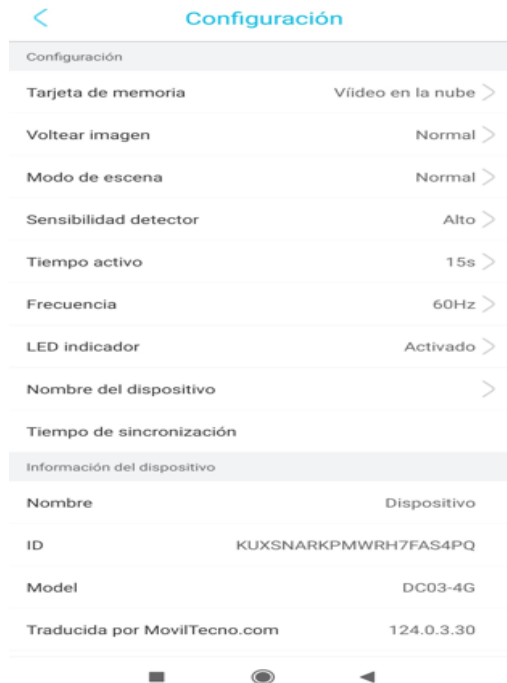 Configuración
Configuración
Tarjeta de memoria Víideo en la nube
Voltear imagen Normal
Modo de escena Normal
Sensibilidad detector Alto
Tiempo activo 15s
Frecuencia 60Hz
LED indicador Activado
Nombre del dispositivo
Tiempo de sincronización
Información del dispositivo
Nombre Dispositivo
ID KUXSNARKPMWRH7FAS4PQ
Model DC03-4G
Traducida por MovilTecno.com 124.0.3.30